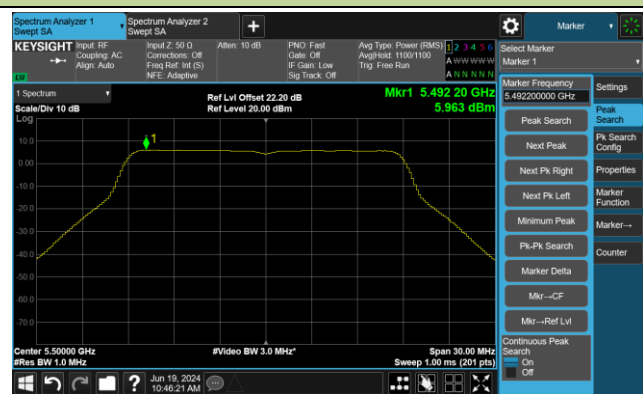 Spectrum Analyzer 1
Swept SA
Spectrum Analyzer 2
Swept SA
+
Marker
KEYSIGHT
Input: RF
Coupling: AC
Align: Auto
Input Z: 50 Ω
Corrections: Off
Freq Ref: Int (S)
NFE: Adaptive
Atten: 10 dB
PNO: Fast
Gate: Off
IF Gain: Low
Sig Track: Off
Avg Type: Power (RMS)
Avg|Hold: 1100/1100
Trig: Free Run
1 2 3 4 5 6
A W W W W W
A N N N N N
LXI
Select Marker
Marker 1
1 Spectrum
Scale/Div 10 dB
Log
Ref Lvl Offset 22.20 dB
Ref Level 20.00 dBm
Mkr1 5.492 20 GHz
5.963 dBm
1
10.0
0.00
-10.0
-20.0
-30.0
-40.0
-50.0
-60.0
-70.0
Center 5.50000 GHz
#Res BW 1.0 MHz
#Video BW 3.0 MHz*
Span 30.00 MHz
Sweep 1.00 ms (201 pts)
Marker Frequency
5.492200000 GHz
Peak Search
Next Peak
Next Pk Right
Next Pk Left
Minimum Peak
Pk-Pk Search
Marker Delta
Mkr→CF
Mkr→Ref Lvl
Continuous Peak
Search
On
Off
Settings
Peak
Search
Pk Search
Config
Properties
Marker
Function
Marker→
Counter
?
Jun 19, 2024
10:46:21 AM